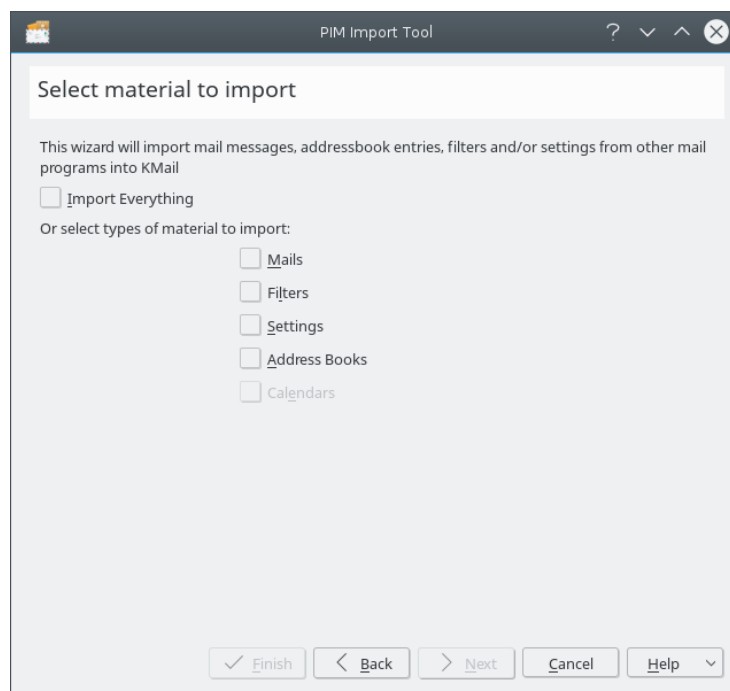 PIM Import Tool
Select material to import
This wizard will import mail messages, addressbook entries, filters and/or settings from other mail
programs into KMail
Import Everything
Or select types of material to import:
Mails
Filters
Settings
Address Books
Calendars
Finish Back Next Cancel Help